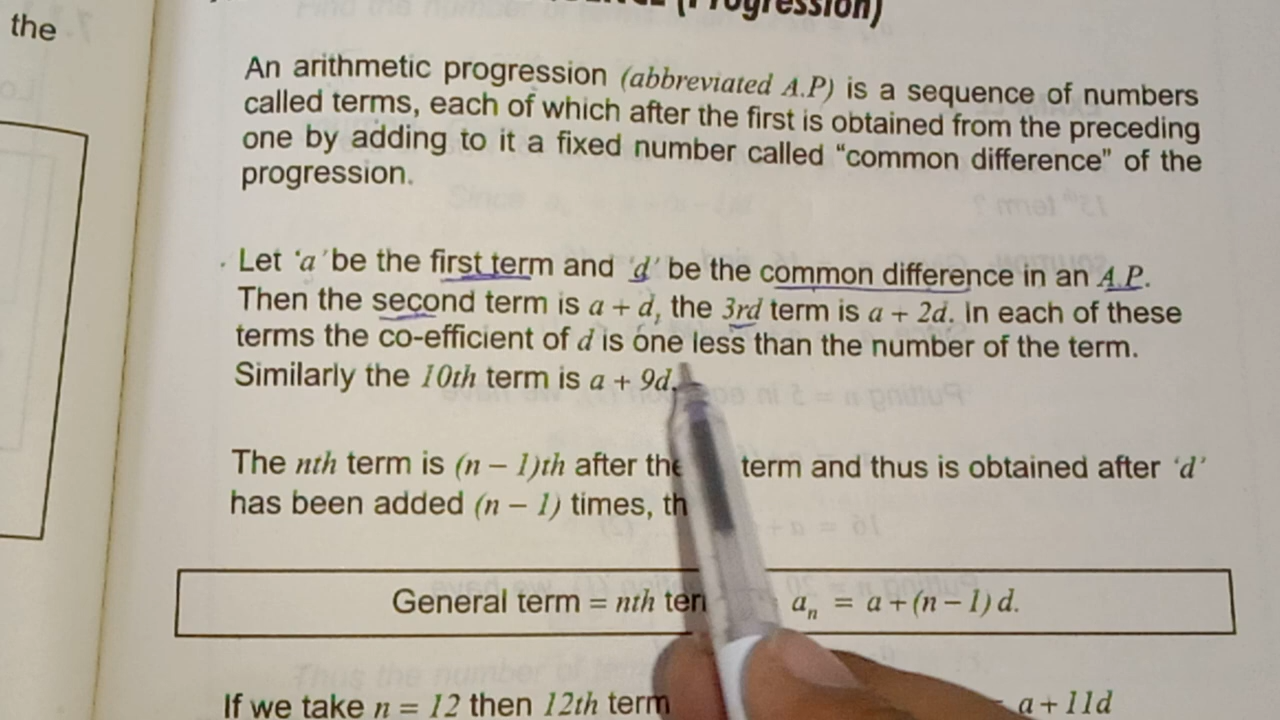 the
(Progression)
An arithmetic progression (abbreviated A.P) is a sequence of numbers
called terms, each of which after the first is obtained from the preceding
one by adding to it a fixed number called “common difference” of the
progression.
Let ‘a’ be the first term and ‘d’ be the common difference in an A.P.
Then the second term is a + d, the 3rd term is a + 2d. In each of these
terms the co-efficient of d is one less than the number of the term.
Similarly the 10th term is a + 9d.
The nth term is (n – 1)th after the term and thus is obtained after ‘d’
has been added (n – 1) times, th
General term = nth ter aₙ = a + (n – 1) d.
If we take n = 12 then 12th term a + 11d